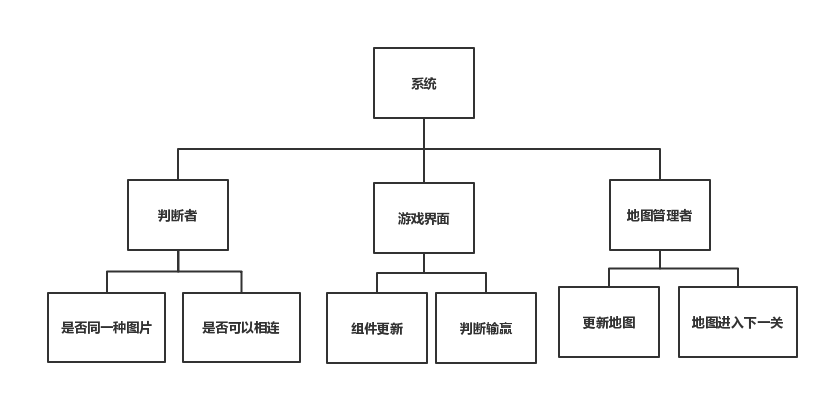 系统
判断者
游戏界面
地图管理者
是否同一种图片
是否可以相连
组件更新
判断输赢
更新地图
地图进入下一关